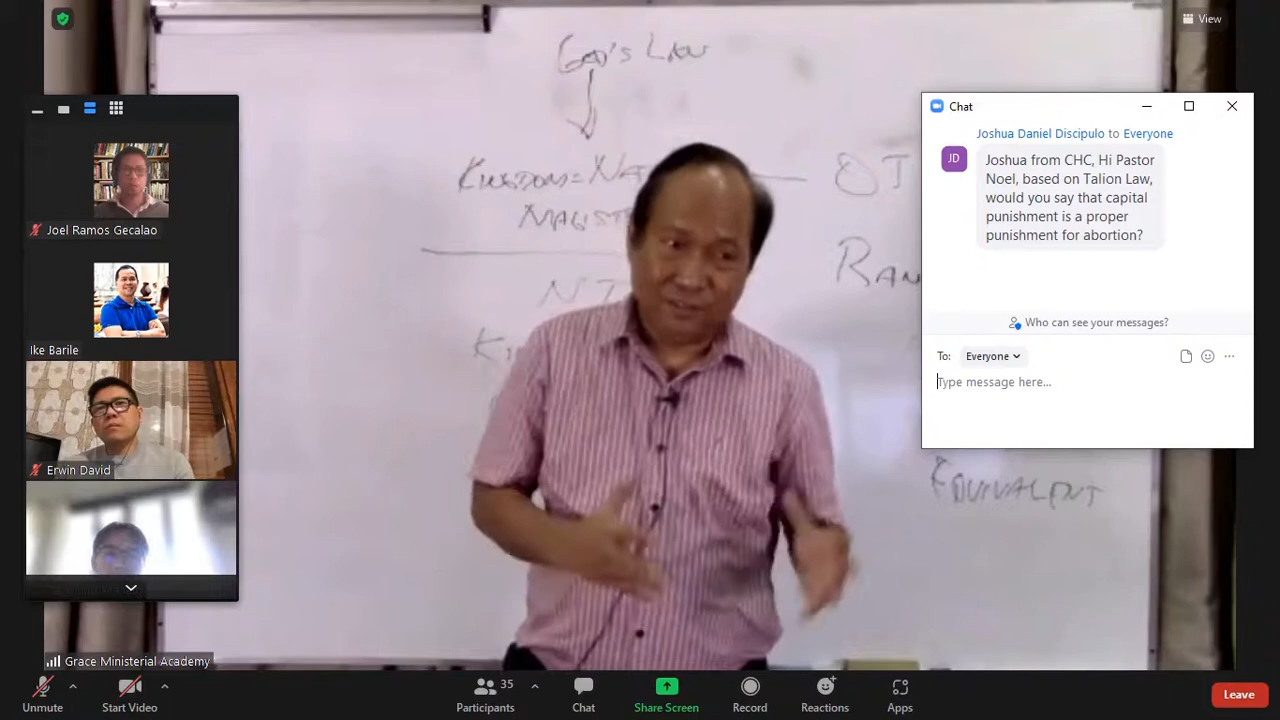 View
God's Law
Joel Ramos Gecalao
Ike Barile
Erwin David
Chat
Joshua Daniel Discipulo to Everyone
JD
Joshua from CHC, Hi Pastor
Noel, based on Talion Law,
would you say that capital
punishment is a proper
punishment for abortion?
Who can see your messages?
To: Everyone
Type message here...
OT
NT
Equivalent
Grace Ministerial Academy
Unmute
Start Video
35
Participants
Chat
Share Screen
Record
Reactions
Apps
Leave